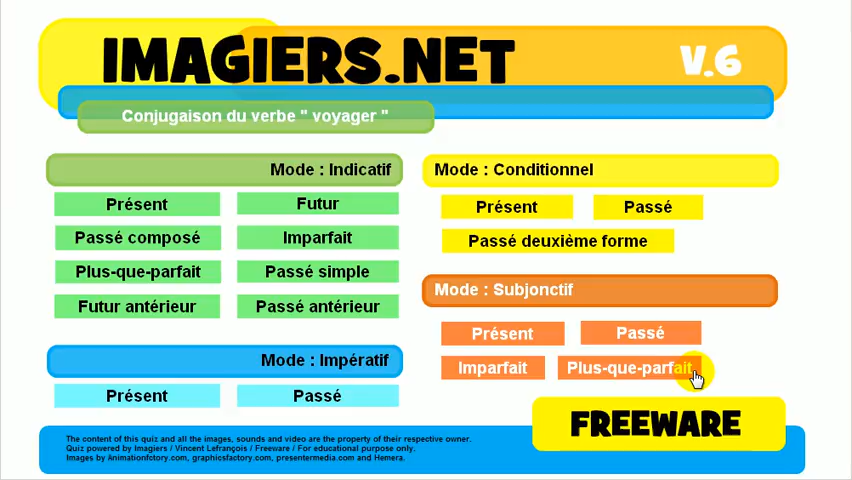 IMAGIERS.NET
V.6
Conjugaison du verbe " voyager "
Mode : Indicatif
Présent
Futur
Passé composé
Imparfait
Plus-que-parfait
Passé simple
Futur antérieur
Passé antérieur
Mode : Impératif
Présent
Passé
Mode : Conditionnel
Présent
Passé
Passé deuxième forme
Mode : Subjonctif
Présent
Passé
Imparfait
Plus-que-parfait
FREEWARE
The content of this quiz and all the images, sounds and video are the property of their respective owner.
Quiz powered by Imagiers / Vincent Lefrançois / Freeware / For educational purpose only.
Images by Animationfctory.com, graphicsfactory.com, presentermedia.com and Hemera.